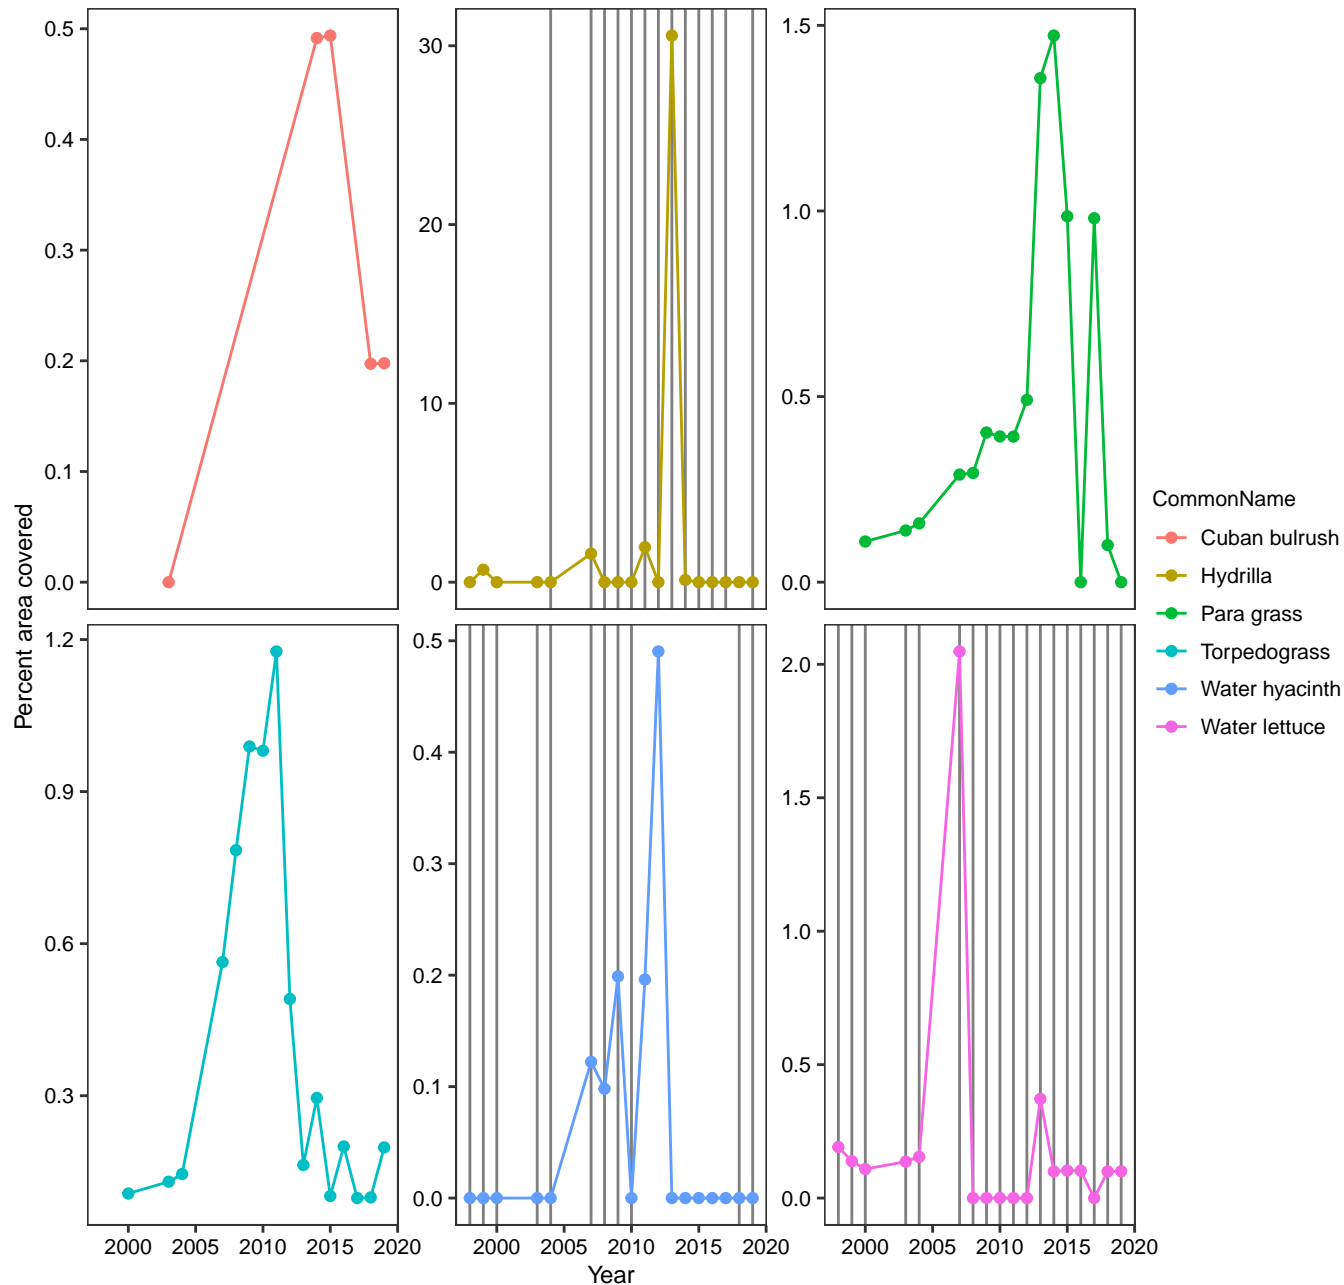 0.5
0.4
0.3
0.2
0.1
0.0
30
20
10
0
1.5
1.0
0.5
0.0
Percent area covered
1.2
0.9
0.6
0.3
0.5
0.4
0.3
0.2
0.1
0.0
2.0
1.5
1.0
0.5
0.0
2000 2005 2010 2015 2020
2000 2005 2010 2015 2020
2000 2005 2010 2015 2020
Year
CommonName
Cuban bulrush
Hydrilla
Para grass
Torpedograss
Water hyacinth
Water lettuce